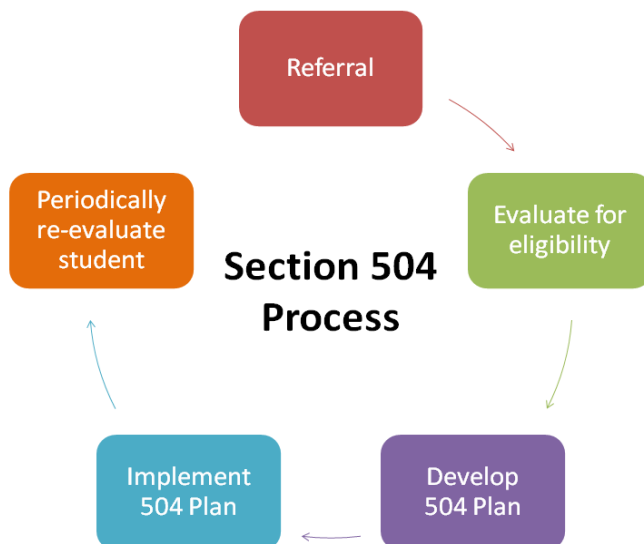 Referral
Evaluate for
eligibility
Develop
504 Plan
Implement
504 Plan
Periodically
re-evaluate
student
Section 504
Process